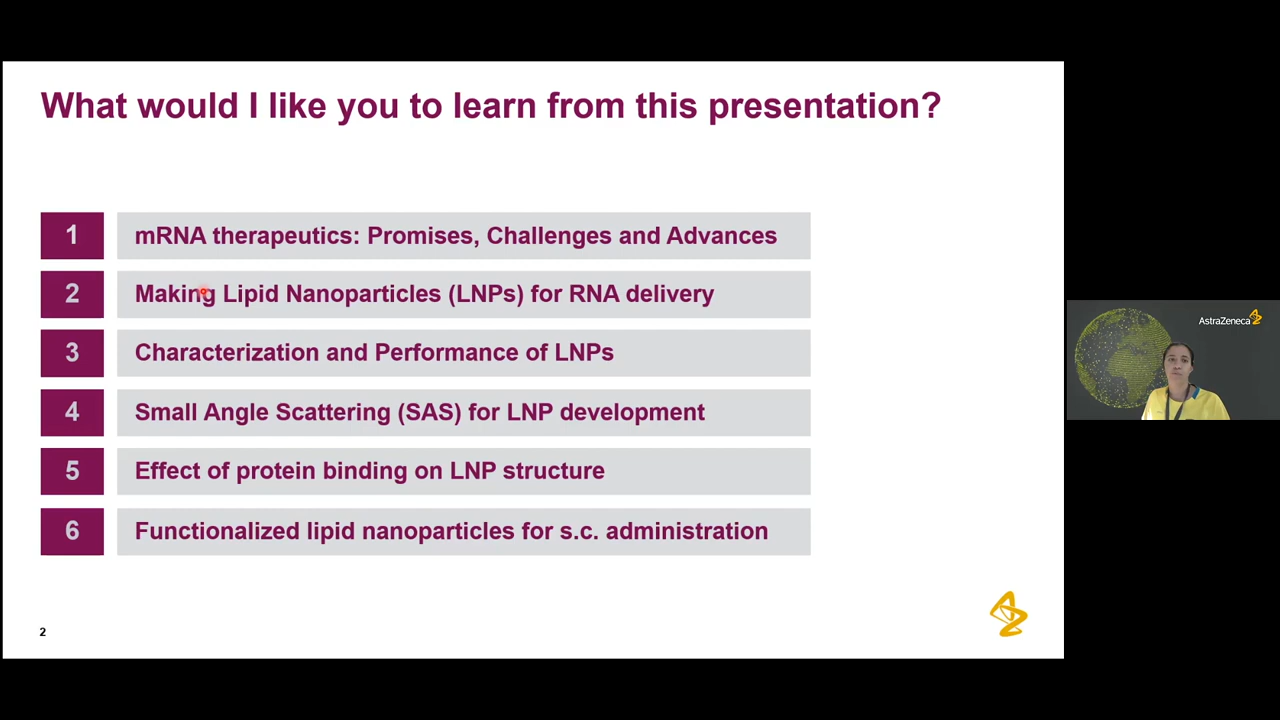 What would I like you to learn from this presentation?
1
mRNA therapeutics: Promises, Challenges and Advances
2
Making Lipid Nanoparticles (LNPs) for RNA delivery
3
Characterization and Performance of LNPs
4
Small Angle Scattering (SAS) for LNP development
5
Effect of protein binding on LNP structure
6
Functionalized lipid nanoparticles for s.c. administration
2
AstraZeneca